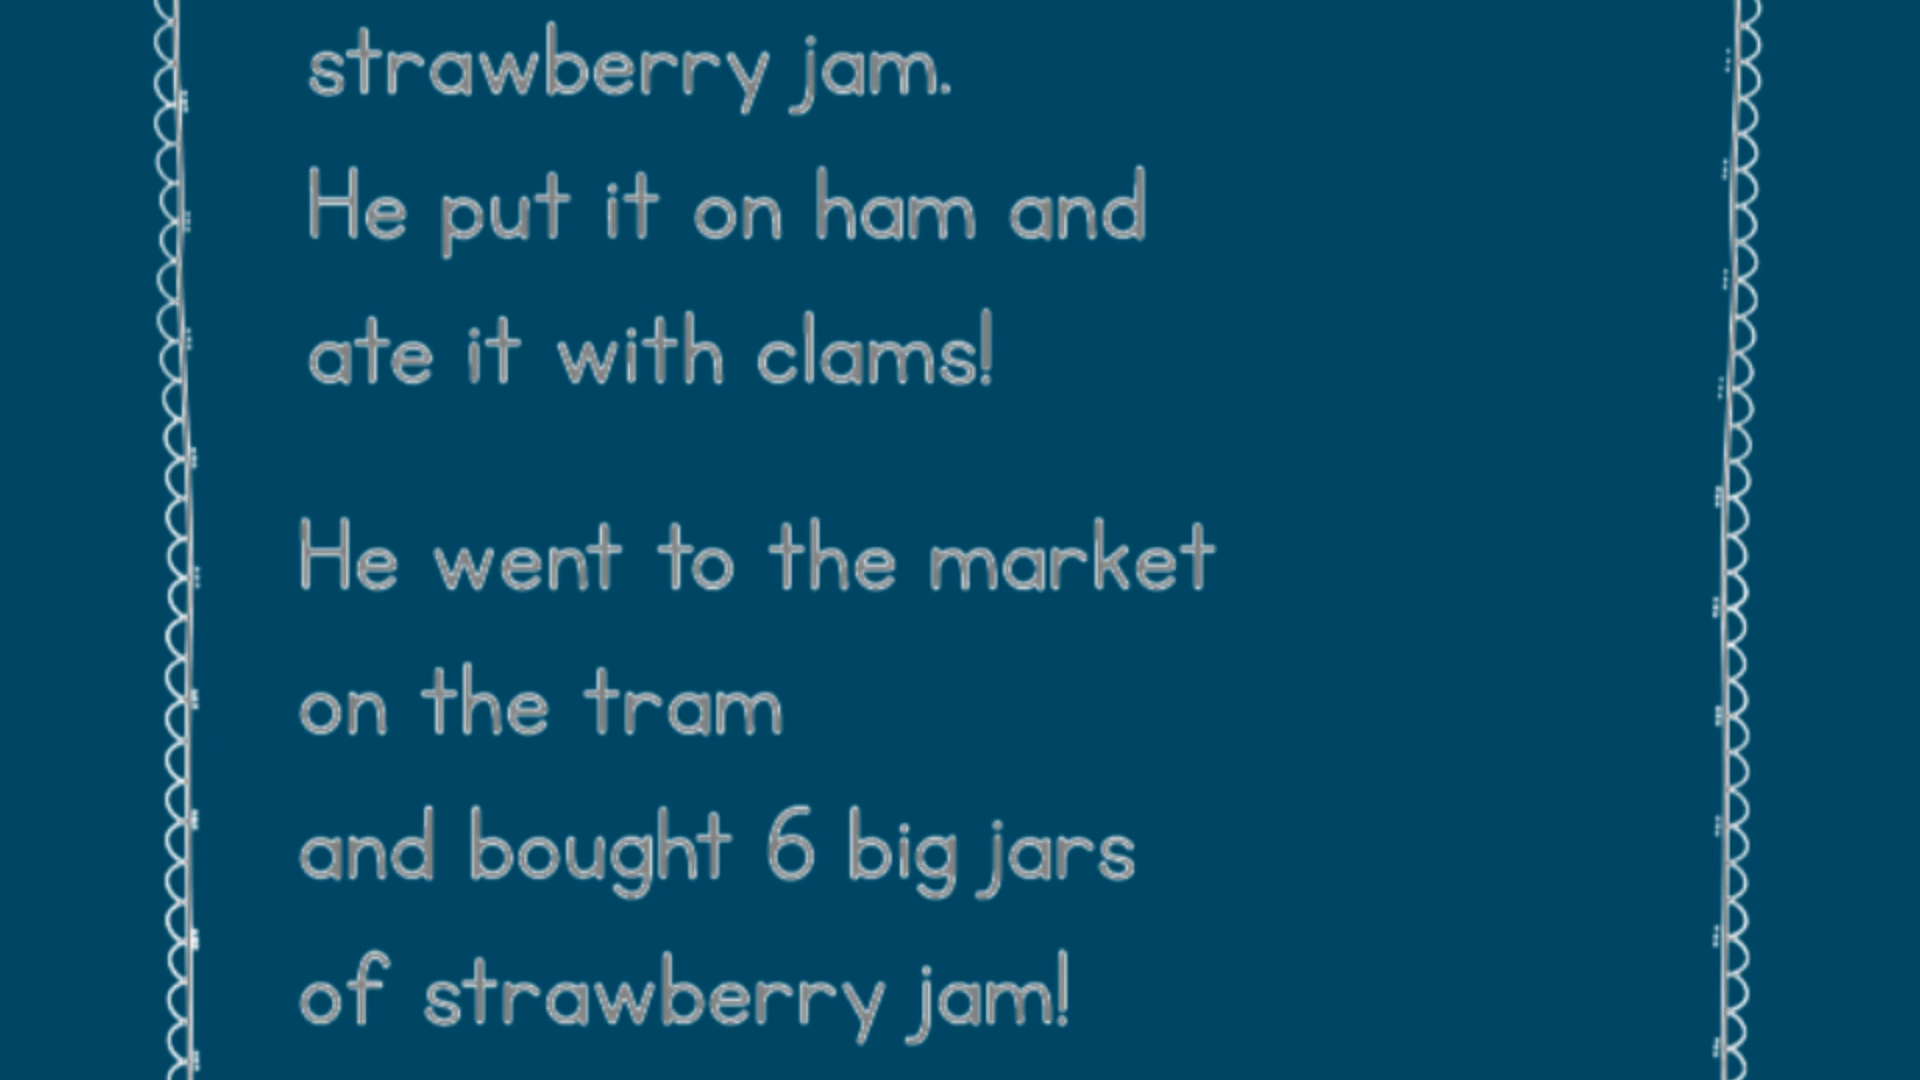 strawberry jam.
He put it on ham and
ate it with clams!
He went to the market
on the tram
and bought 6 big jars
of strawberry jam!